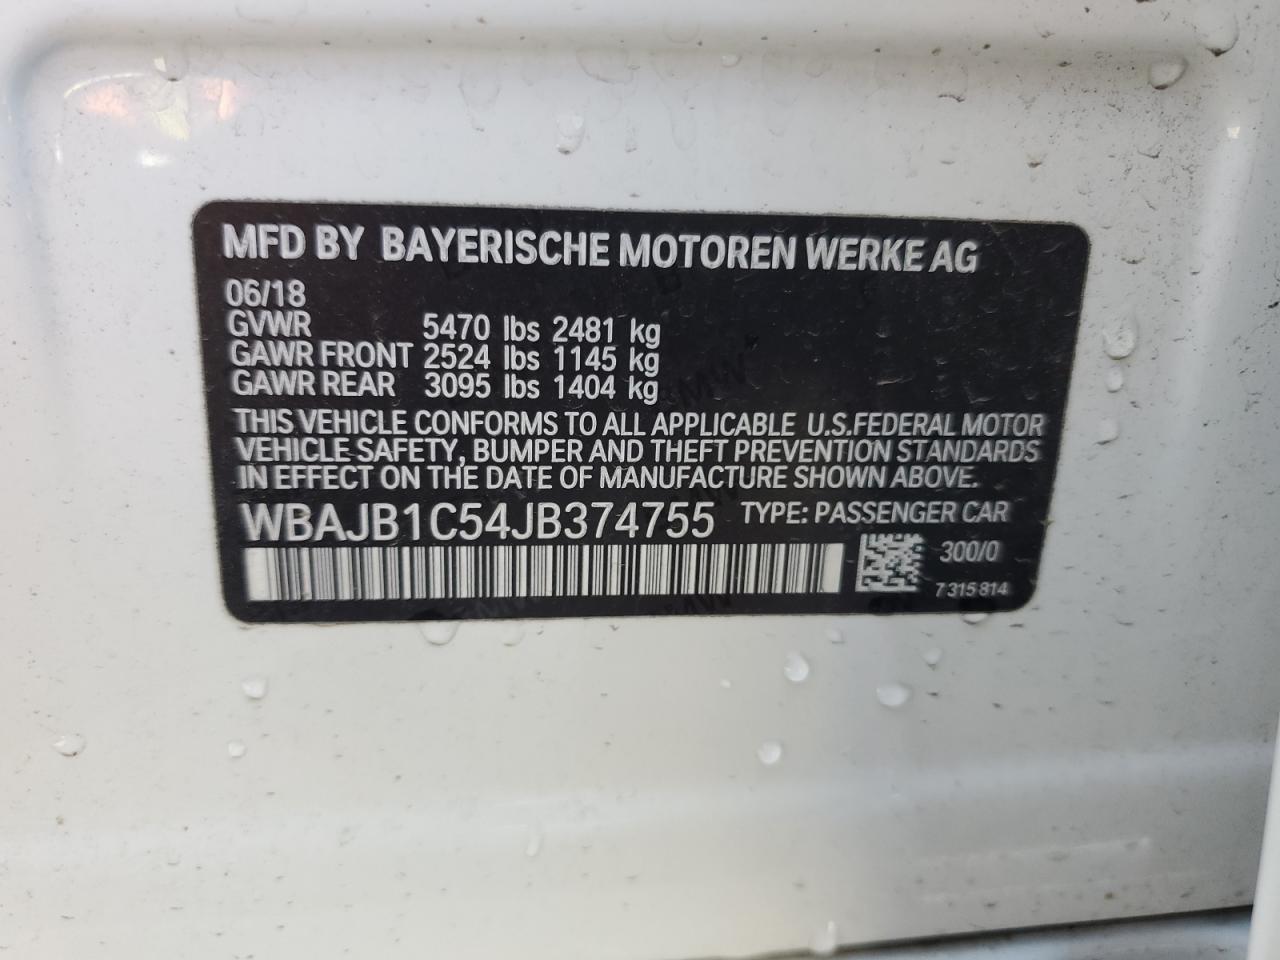 MFD BY BAYERISCHE MOTOREN WERKE AG
06/18
GVWR 5470 lbs 2481 kg
GAWR FRONT 2524 lbs 1145 kg
GAWR REAR 3095 lbs 1404 kg
THIS VEHICLE CONFORMS TO ALL APPLICABLE U.S.FEDERAL MOTOR
VEHICLE SAFETY, BUMPER AND THEFT PREVENTION STANDARDS
IN EFFECT ON THE DATE OF MANUFACTURE SHOWN ABOVE.
WBAJB1C54JB374755 TYPE: PASSENGER CAR
300/0
7 315 814